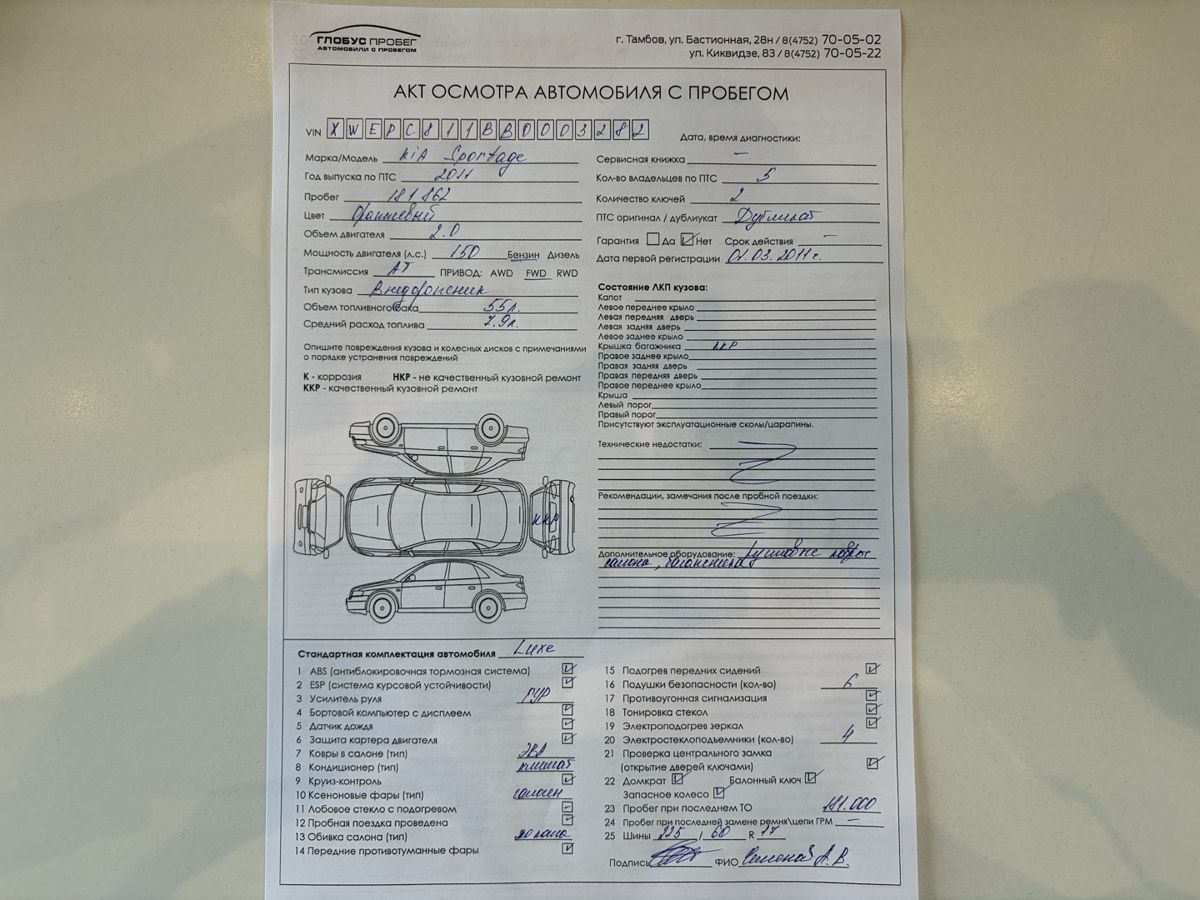 ГЛОБУС ПРОБЕГ
АВТОМОБИЛИ С ПРОБЕГОМ
г. Тамбов, ул. Бастионная, 28н / 8(4752) 70-05-02
ул. Киквидзе, 83 / 8(4752) 70-05-22
АКТ ОСМОТРА АВТОМОБИЛЯ С ПРОБЕГОМ
VIN XWEPC811BB0003282
Марка/Модель KIA Sportage
Год выпуска по ПТС 2011
Пробег 181 862
Цвет Оранжевый
Объем двигателя 2.0
Мощность двигателя (л.с.) 150 Бензин Дизель
Трансмиссия АТ ПРИВОД: AWD FWD RWD
Тип кузова Внедорожник
Объем топливного бака 55л.
Средний расход топлива 7.9л.
Опишите повреждения кузова и колесных дисков с примечаниями
о порядке устранения повреждений
К - коррозия НКР - не качественный кузовной ремонт
ККР - качественный кузовной ремонт
ККР
Дата, время диагностики:
Сервисная книжка —
Кол-во владельцев по ПТС 5
Количество ключей 2
ПТС оригинал / дубликат Дубликат
Гарантия Да Нет Срок действия —
Дата первой регистрации 01.03.2011г.
Состояние ЛКП кузова:
Капот
Левое переднее крыло
Левая передняя дверь
Левая задняя дверь
Левое заднее крыло
Крышка багажника ККР
Правое заднее крыло
Правая задняя дверь
Правая передняя дверь
Правое переднее крыло
Крыша
Левый порог
Правый порог
Присутствуют эксплуатационные сколы/царапины.
Технические недостатки:
Рекомендации, замечания после пробной поездки:
Дополнительное оборудование:
салона, багажника
Стандартная комплектация автомобиля Luxe
1 ABS (антиблокировочная тормозная система)
2 ESP (система курсовой устойчивости)
3 Усилитель руля ГУР
4 Бортовой компьютер с дисплеем
5 Датчик дождя
6 Защита картера двигателя
7 Ковры в салоне (тип) ЭВА
8 Кондиционер (тип) климат
9 Круиз-контроль
10 Ксеноновые фары (тип) галоген
11 Лобовое стекло с подогревом
12 Пробная поездка проведена
13 Обивка салона (тип)
14 Передние противотуманные фары
15 Подогрев передних сидений
16 Подушки безопасности (кол-во) 6
17 Противоугонная сигнализация
18 Тонировка стекол
19 Электроподогрев зеркал
20 Электростеклоподъемники (кол-во) 4
21 Проверка центрального замка
(открытие дверей ключами)
22 Домкрат Балонный ключ
Запасное колесо
23 Пробег при последнем ТО 181.000
24 Пробег при последней замене ремня\цепи ГРМ —
25 Шины 225 / 60 R 17
Подпись ФИО